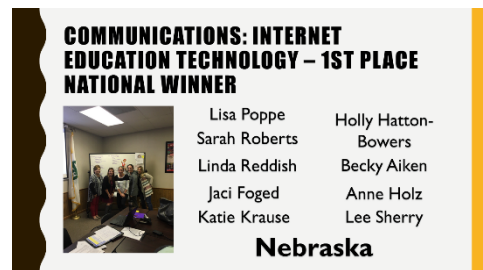 COMMUNICATIONS: INTERNET
EDUCATION TECHNOLOGY – 1ST PLACE
NATIONAL WINNER
Lisa Poppe
Sarah Roberts
Linda Reddish
Jaci Foged
Katie Krause
Holly Hatton-
Bowers
Becky Aiken
Anne Holz
Lee Sherry
Nebraska